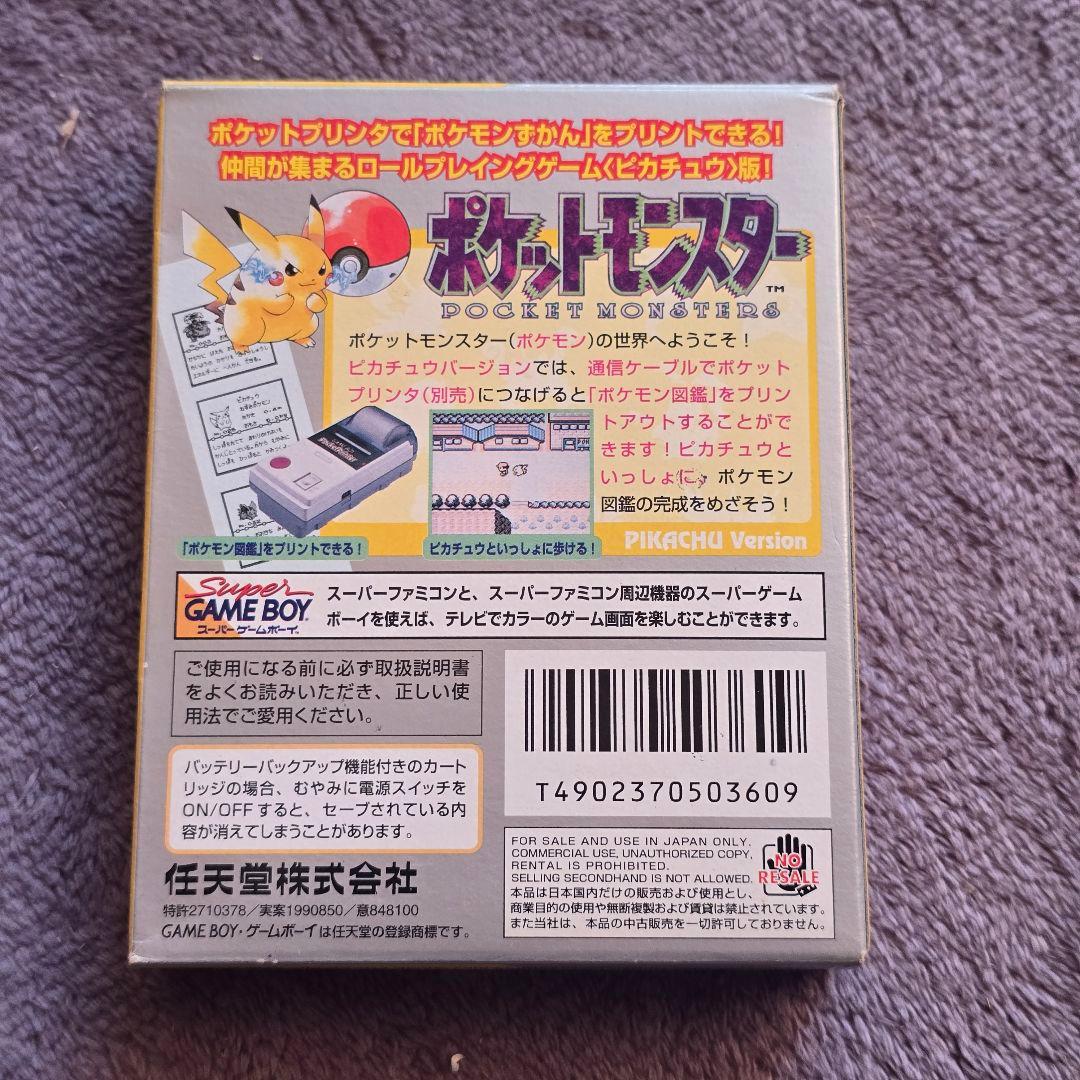 ポケットプリンタで「ポケモンずかん」をプリントできる！
仲間が集まるロールプレイングゲーム〈ピカチュウ〉版！
ポケットモンスター™
POCKET MONSTERS
ポケットモンスター(ポケモン)の世界へようこそ！
ピカチュウバージョンでは、通信ケーブルでポケット
プリンタ(別売)につなげると「ポケモン図鑑」をプリン
トアウトすることがで
きます！ピカチュウと
いっしょに、ポケモン
図鑑の完成をめざそう！
ピカチュウ
「ポケモン図鑑」をプリントできる！
ピカチュウといっしょに歩ける！
PIKACHU Version
Super
GAME BOY
スーパーゲームボーイ
スーパーファミコンと、スーパーファミコン周辺機器のスーパーゲーム
ボーイを使えば、テレビでカラーのゲーム画面を楽しむことができます。
ご使用になる前に必ず取扱説明書
をよくお読みいただき、正しい使
用法でご愛用ください。
バッテリーバックアップ機能付きのカート
リッジの場合、むやみに電源スイッチを
ON/OFFすると、セーブされている内
容が消えてしまうことがあります。
T4902370503609
任天堂株式会社
特許2710378／実案1990850／意848100
GAME BOY・ゲームボーイは任天堂の登録商標です。
FOR SALE AND USE IN JAPAN ONLY.
COMMERCIAL USE, UNAUTHORIZED COPY,
RENTAL IS PROHIBITED.
SELLING SECONDHAND IS NOT ALLOWED.
NO
RESALE
本品は日本国内だけの販売および使用とし、
商業目的の使用や無断複製および賃貸は禁止されています。
また当社は、本品の中古販売を一切許可しておりません。